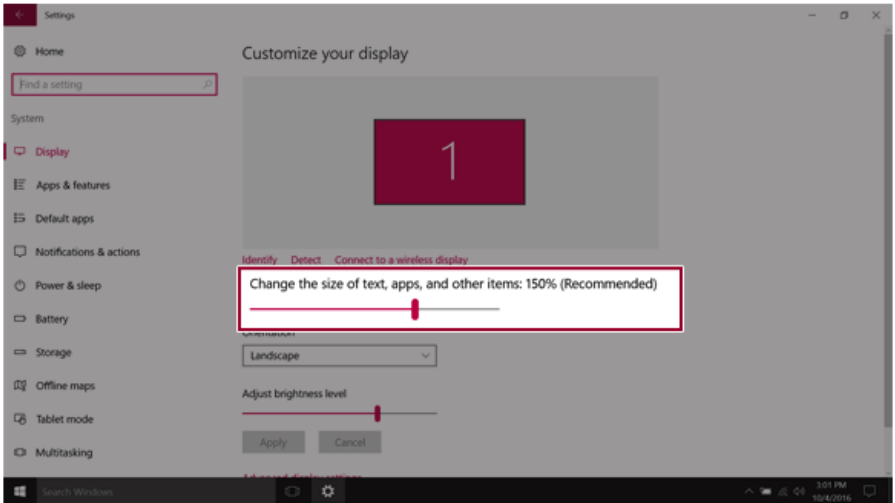 Settings
Home
Find a setting
System
Display
Apps & features
Default apps
Notifications & actions
Power & sleep
Battery
Storage
Offline maps
Tablet mode
Multitasking
Customize your display
1
Identify Detect Connect to a wireless display
Change the size of text, apps, and other items: 150% (Recommended)
Orientation
Landscape
Adjust brightness level
Apply Cancel
Advanced display settings
Search Windows
3:01 PM
10/4/2016